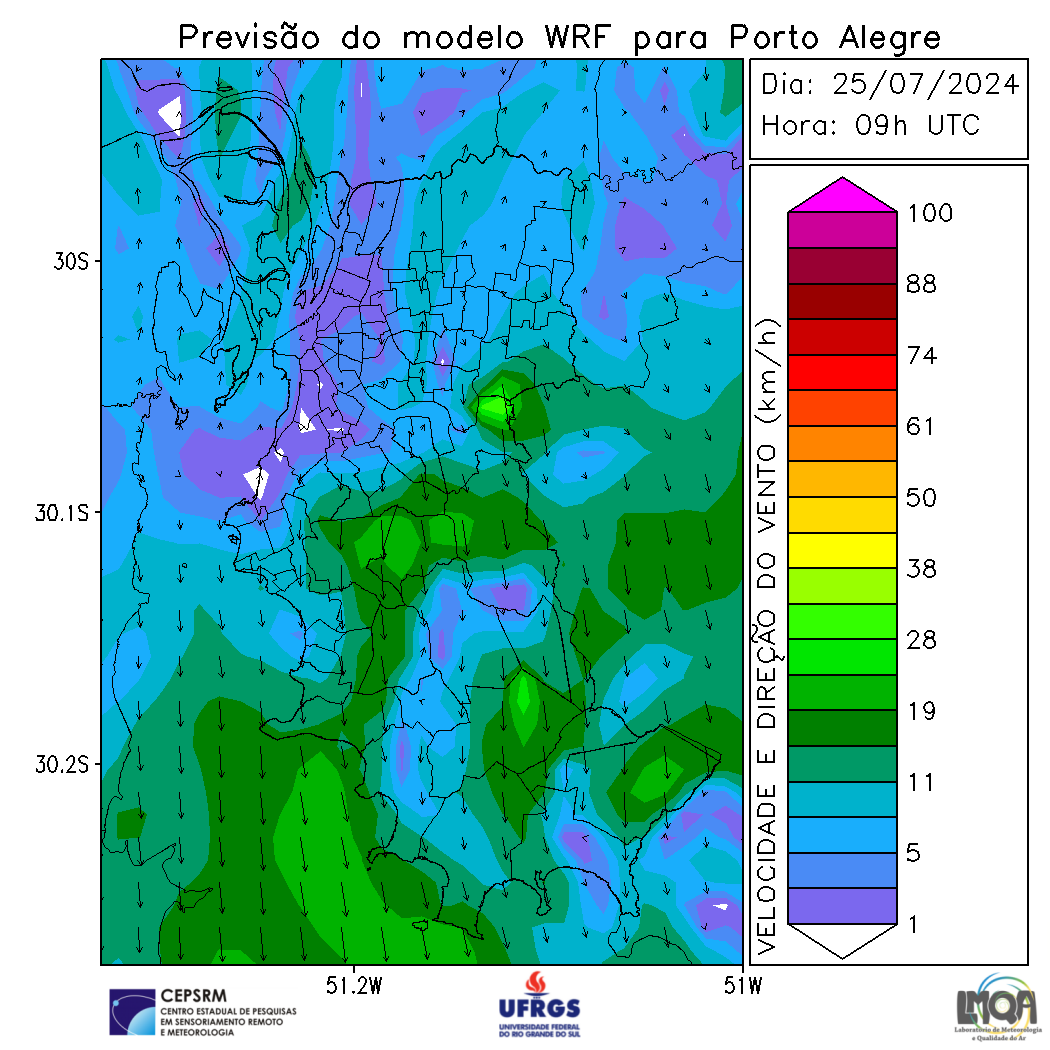 Previsão do modelo WRF para Porto Alegre
Dia: 25/07/2024
Hora: 09h UTC
30S
30.1S
30.2S
51.2W
51W
VELOCIDADE E DIREÇÃO DO VENTO (km/h)
100
88
74
61
50
38
28
19
11
5
1
CEPSRM
CENTRO ESTADUAL DE PESQUISAS
EM SENSORIAMENTO REMOTO
E METEOROLOGIA
UFRGS
UNIVERSIDADE FEDERAL
DO RIO GRANDE DO SUL
LMQA
Laboratório de Meteorologia
e Qualidade do Ar